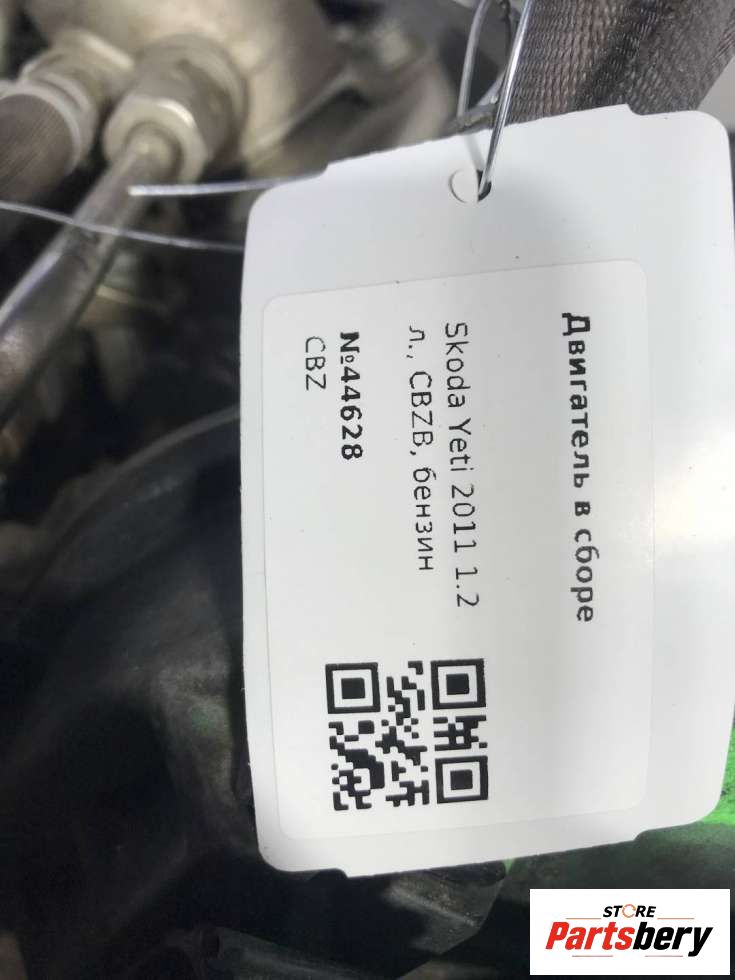 Двигатель в сборе
Skoda Yeti 2011 1.2
л., CBZB, бензин
№44628
CBZ
STORE
Partsbery